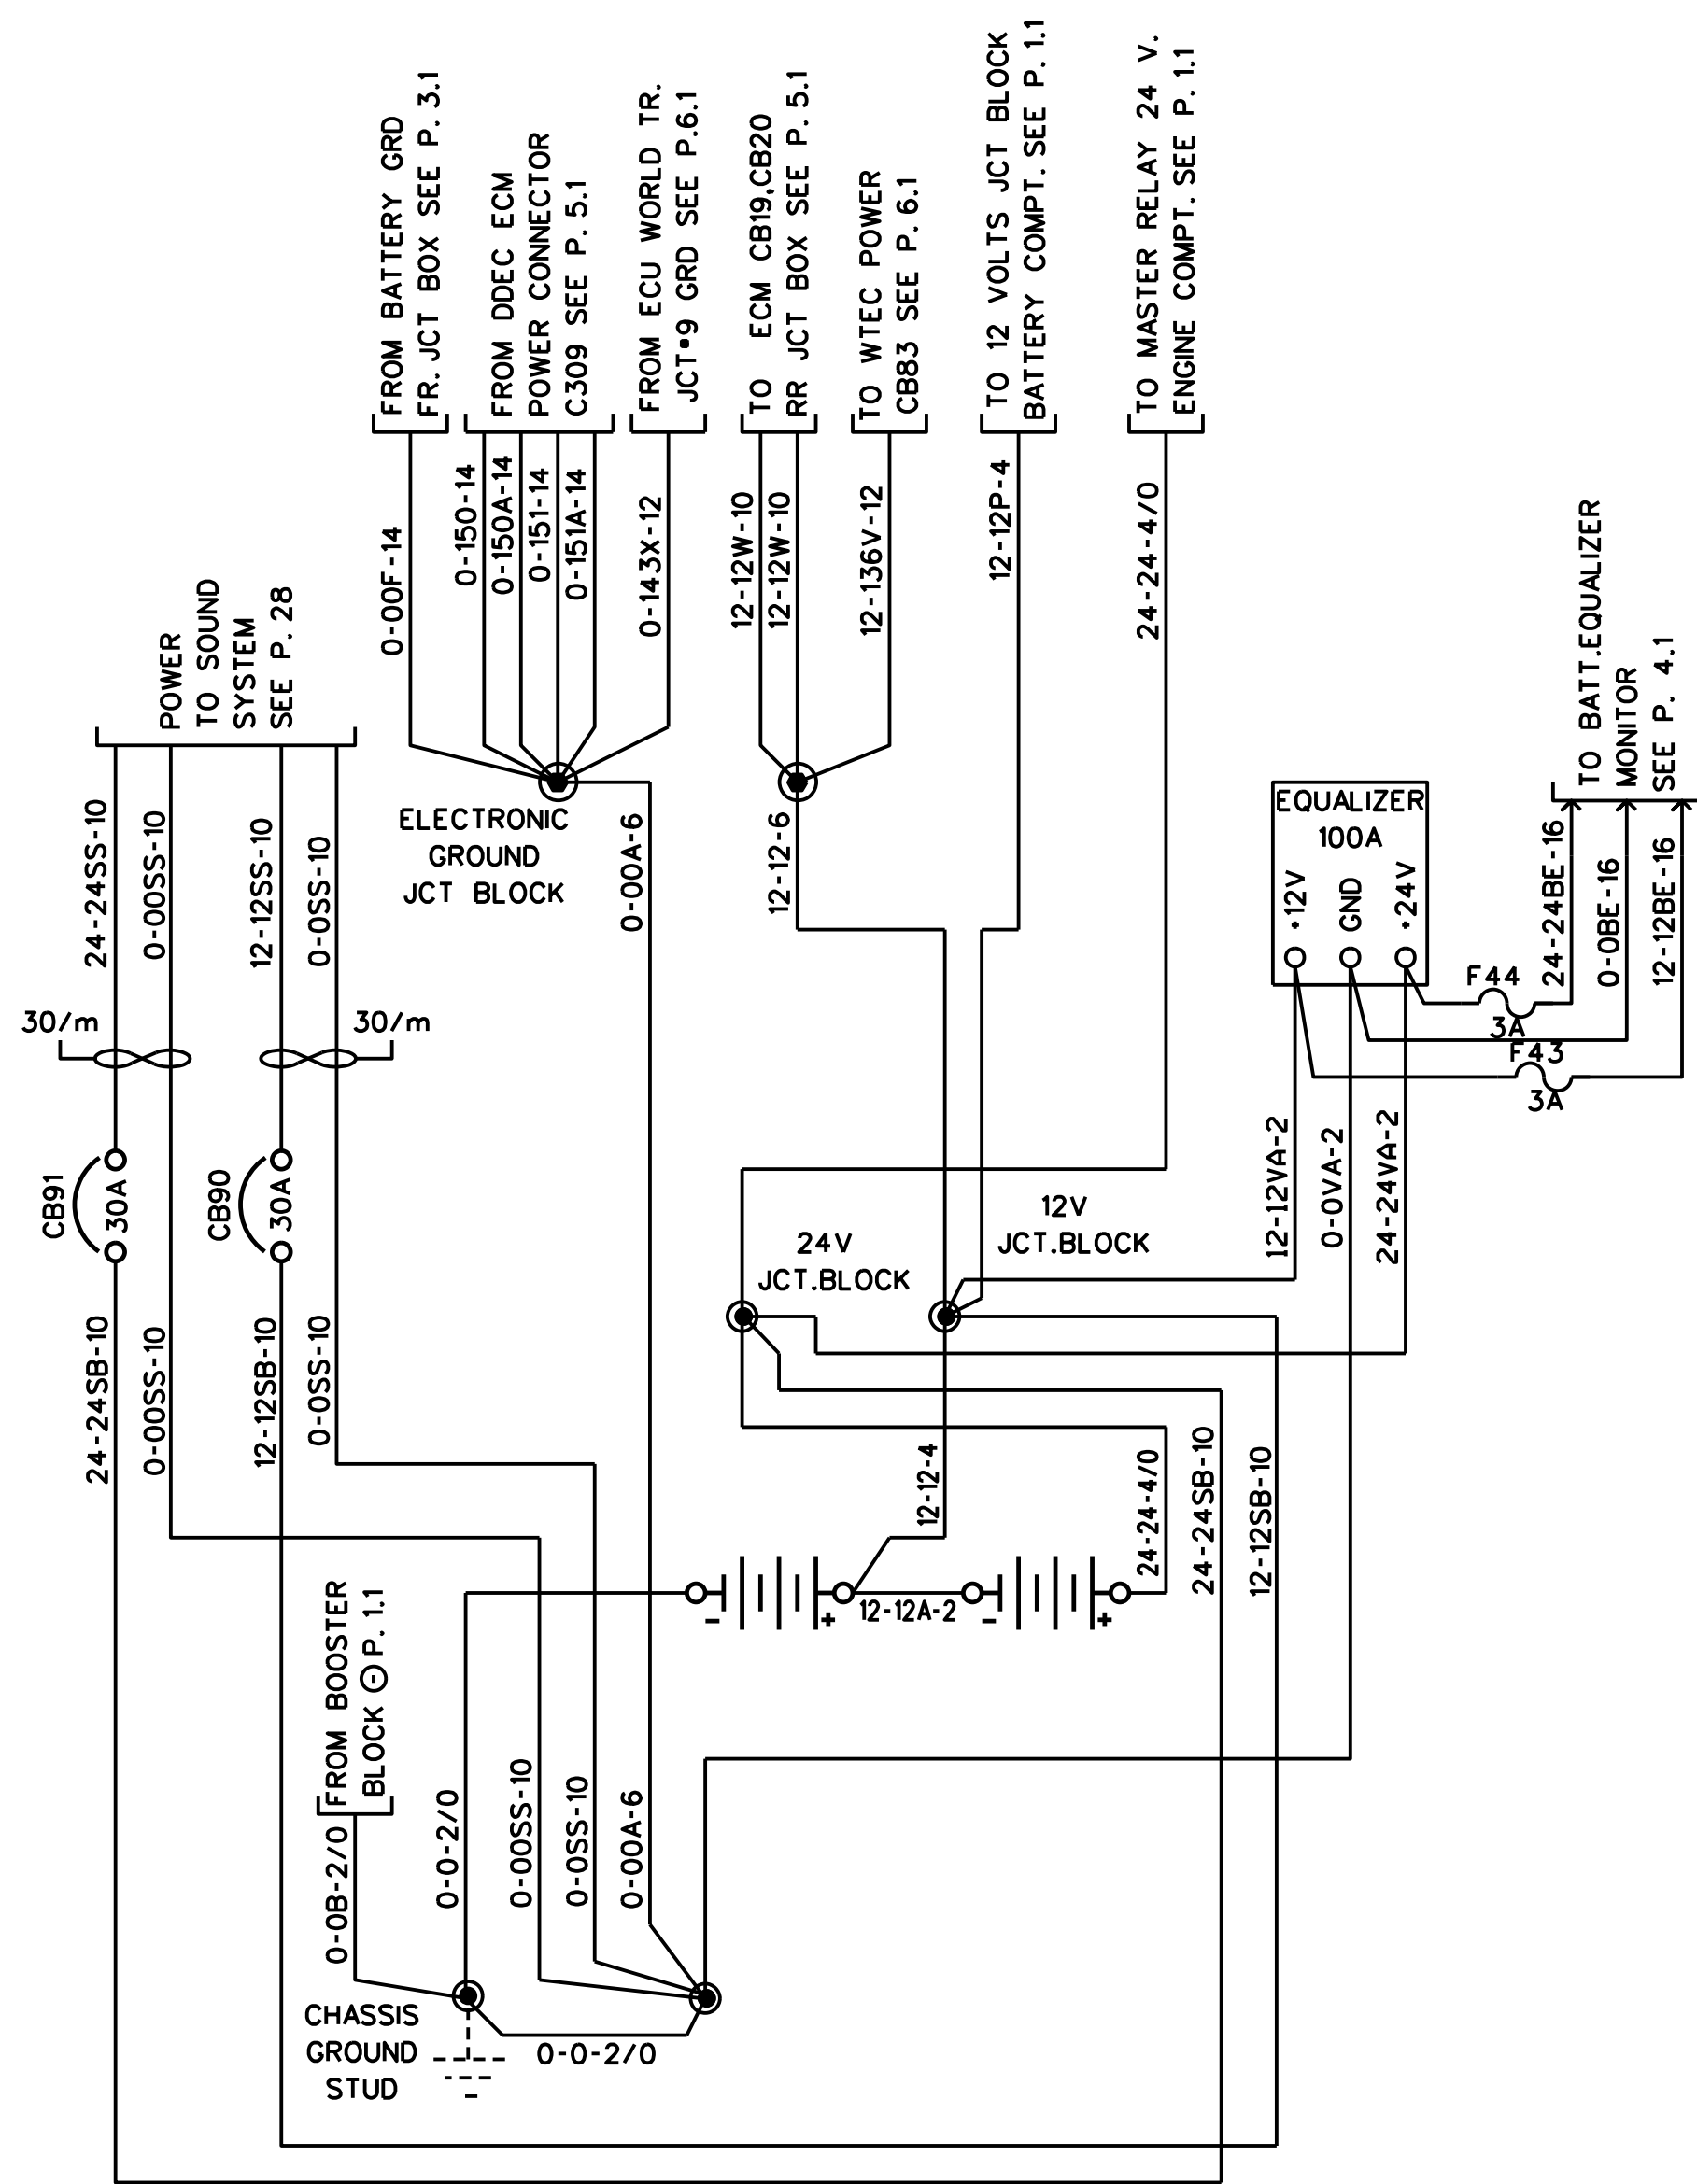 FROM BATTERY GRD
FR. JCT BOX SEE P. 3.1
FROM DDEC ECM
POWER CONNECTOR
C309 SEE P. 5.1
FROM ECU WORLD TR.
JCT▪9 GRD SEE P.6.1
TO ECM CB19,CB20
RR JCT BOX SEE P. 5.1
TO WTEC POWER
CB83 SEE P. 6.1
TO 12 VOLTS JCT BLOCK
BATTERY COMPT. SEE P. 1.1
TO MASTER RELAY 24 V.
ENGINE COMPT. SEE P. 1.1
0-00F-14
0-150-14
0-150A-14
0-151-14
0-151A-14
0-143X-12
12-12W-10
12-12W-10
12-136V-12
12-12P-4
24-24-4/0
POWER
TO SOUND
SYSTEM
SEE P. 28
TO BATT.EQUALIZER
MONITOR
SEE P. 4.1
24-24SS-10
0-00SS-10
12-12SS-10
0-0SS-10
ELECTRONIC
GROUND
JCT BLOCK
0-00A-6
12-12-6
EQUALIZER
100A
+12V
GND
+24V
24-24BE-16
0-0BE-16
12-12BE-16
F44
3A
F43
3A
30/m
30/m
CB91
30A
CB90
30A
12-12VA-2
0-0VA-2
24-24VA-2
24V
JCT.BLOCK
12V
JCT.BLOCK
24-24SB-10
0-00SS-10
12-12SB-10
0-0SS-10
12-12-4
24-24-4/0
24-24SB-10
12-12SB-10
-
+
12-12A-2
-
+
FROM BOOSTER
BLOCK ⊖ P. 1.1
0-0B-2/0
0-0-2/0
0-00SS-10
0-0SS-10
0-00A-6
CHASSIS
GROUND
STUD
0-0-2/0